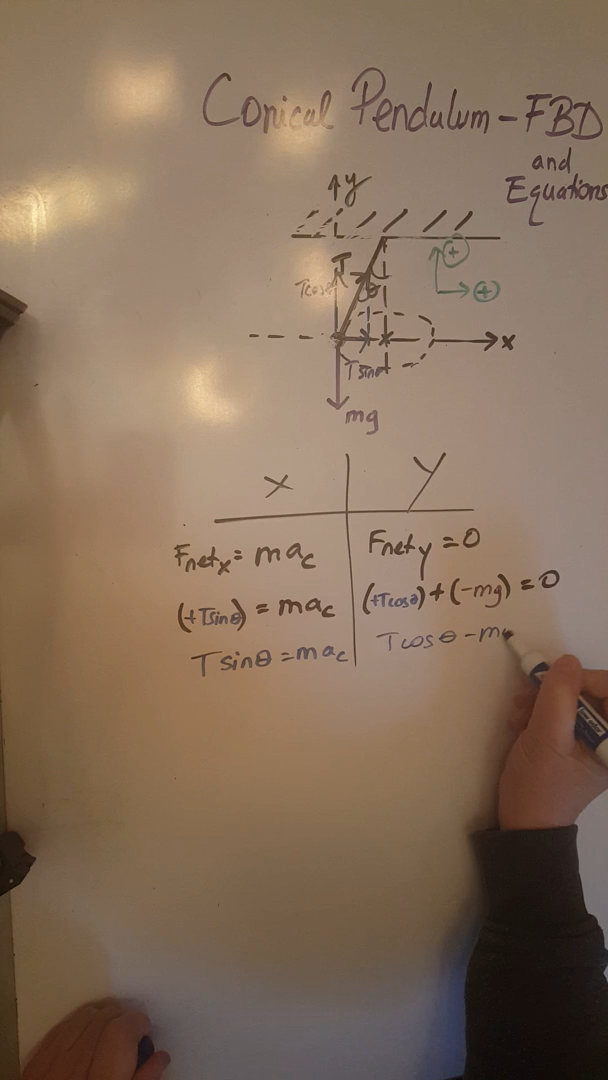 Conical Pendulum - FBD
and
Equations
y
T
Tcosθ
θ
+
+
x
Tsinθ
mg
x
y
Fnetx = mac
Fnety = 0
(+Tsinθ) = mac
(+Tcosθ) + (-mg) = 0
Tsinθ = mac
Tcosθ - m